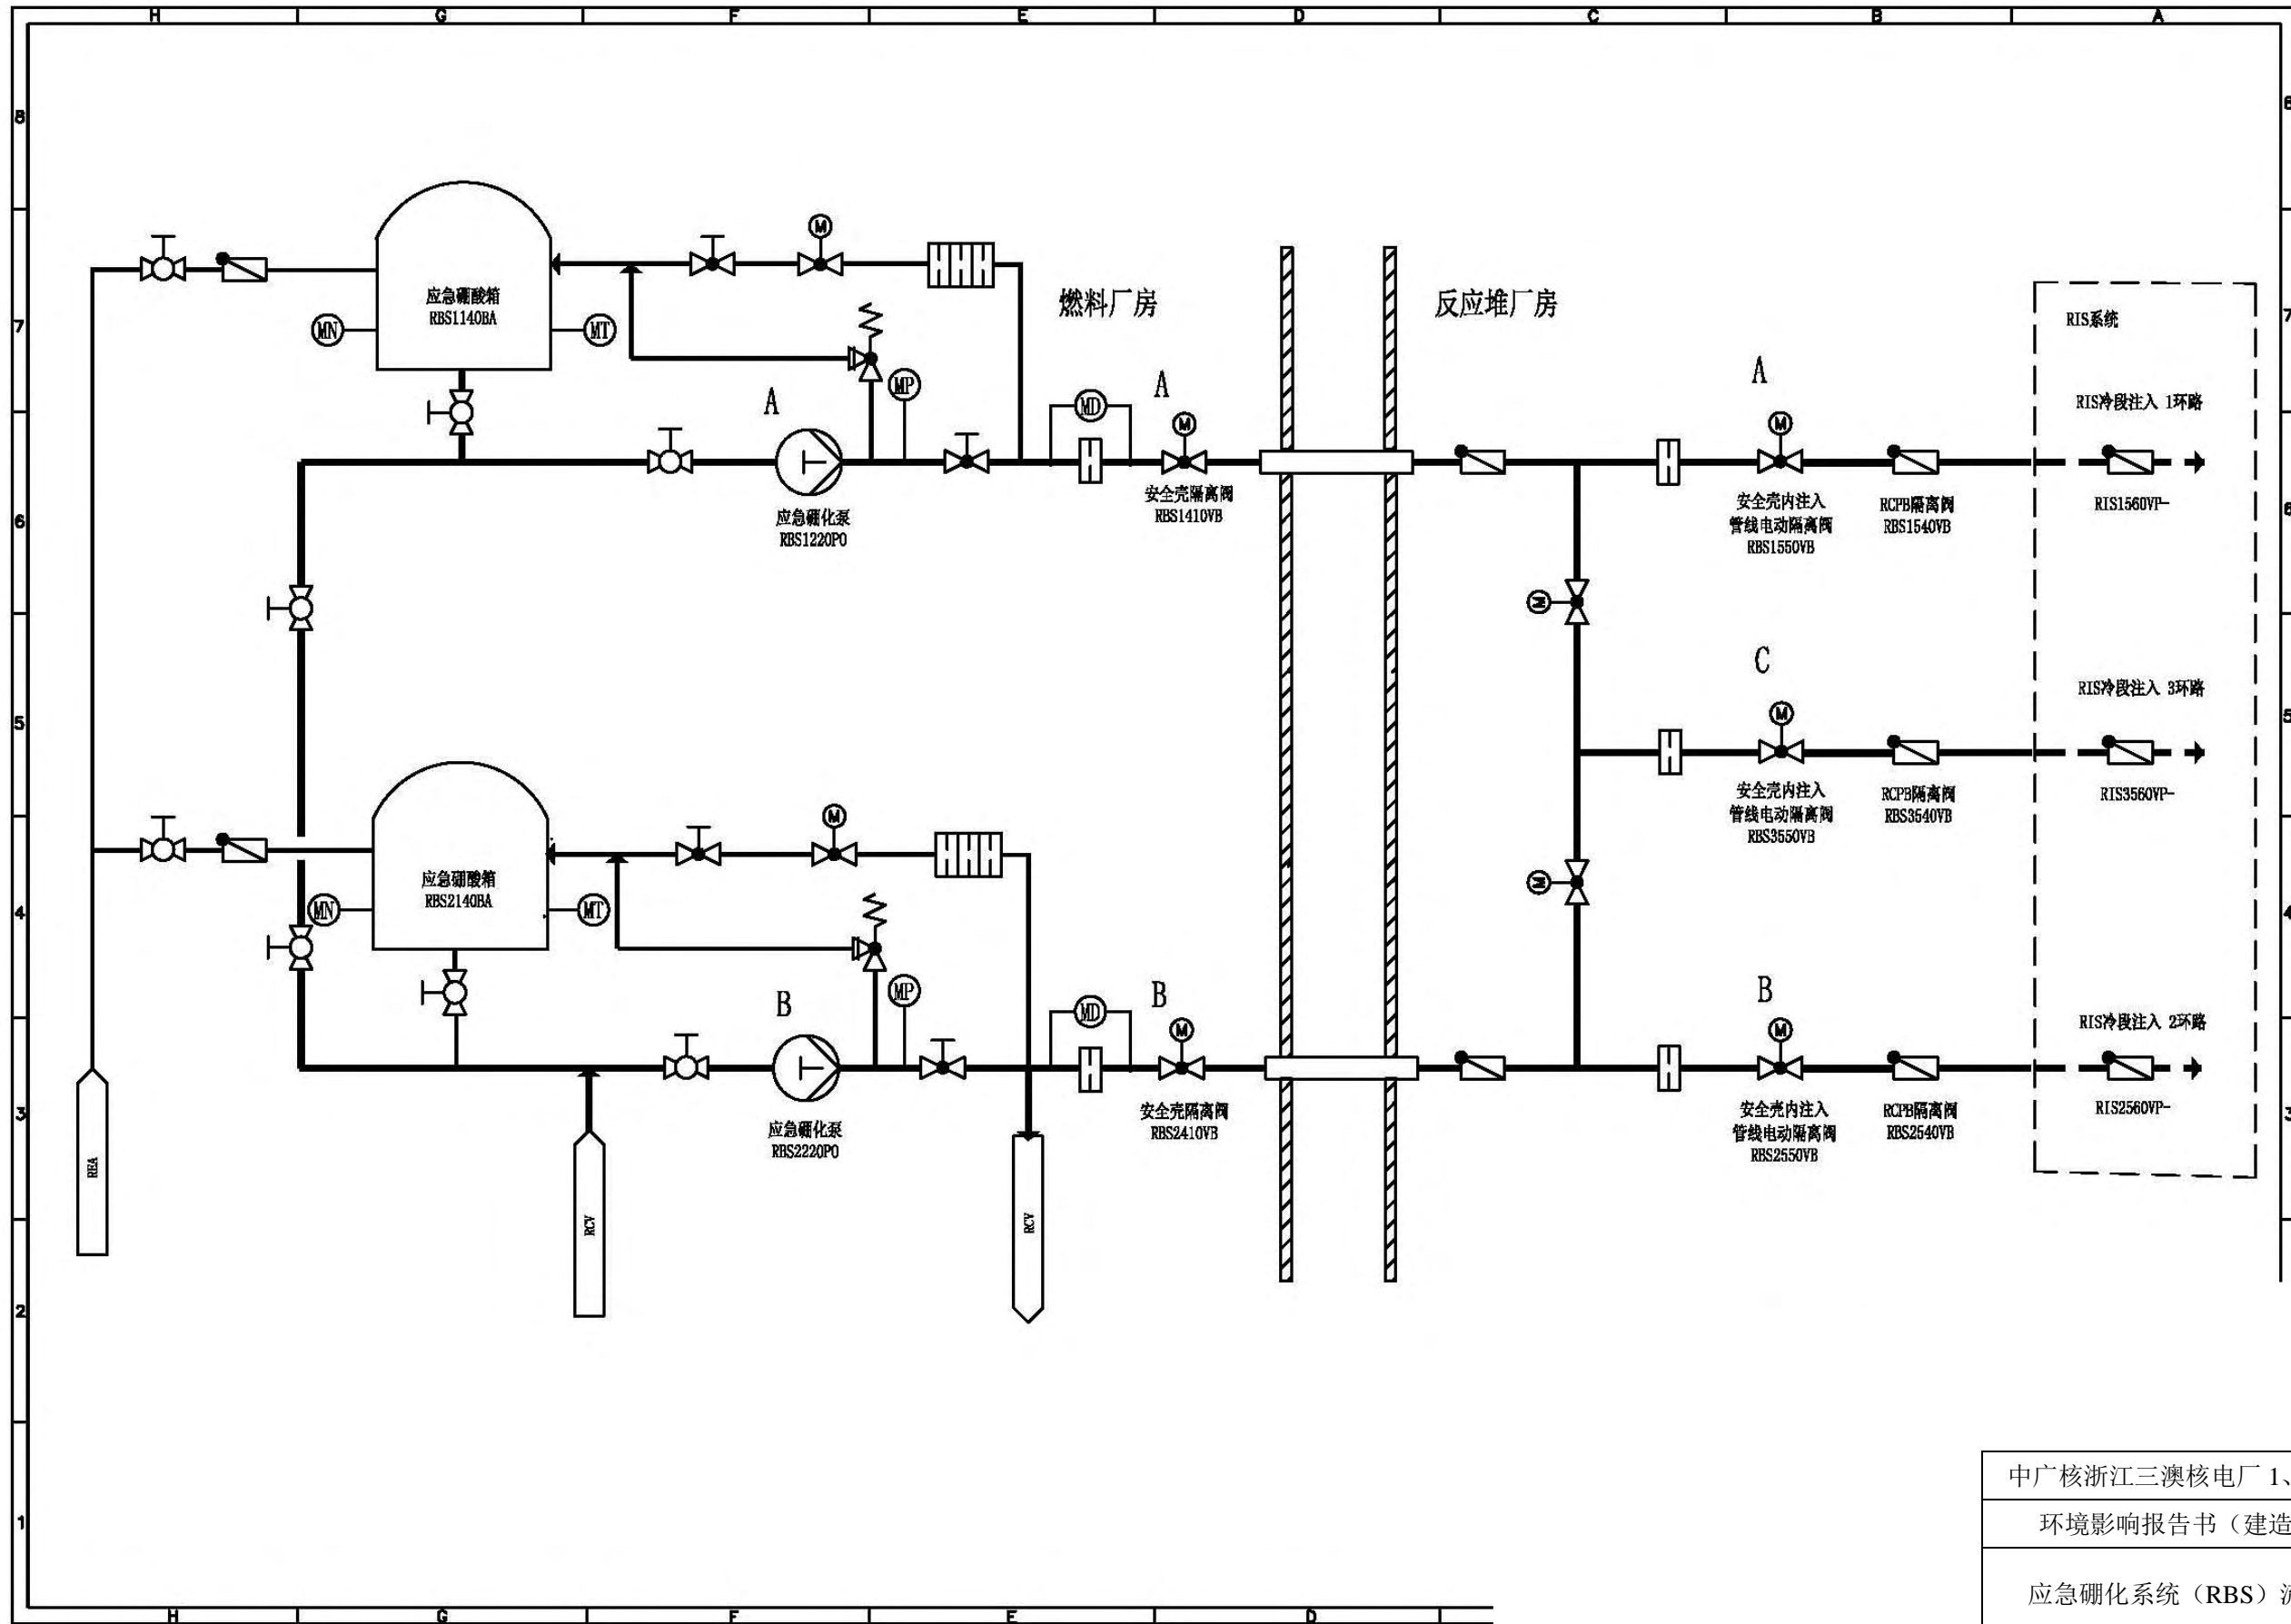 H G F E D C B A
8
7
6
5
4
3
2
1
应急硼酸箱
RBS1140BA
MN
MT
M
MP
MD
A
应急硼化泵
RBS1220PO
燃料厂房
反应堆厂房
A
M
安全壳隔离阀
RBS1410VB
A
M
安全壳内注入
管线电动隔离阀
RBS1550VB
RCPB隔离阀
RBS1540VB
RIS系统
RIS冷段注入 1环路
RIS1560VP-
M
C
M
安全壳内注入
管线电动隔离阀
RBS3550VB
RCPB隔离阀
RBS3540VB
RIS冷段注入 3环路
RIS3560VP-
M
应急硼酸箱
RBS2140BA
MN
MT
M
MP
MD
B
应急硼化泵
RBS2220PO
B
M
安全壳隔离阀
RBS2410VB
B
M
安全壳内注入
管线电动隔离阀
RBS2550VB
RCPB隔离阀
RBS2540VB
RIS冷段注入 2环路
RIS2560VP-
REA
RCV
RCV
中广核浙江三澳核电厂 1、
环境影响报告书（建造
应急硼化系统（RBS）
H G F E D